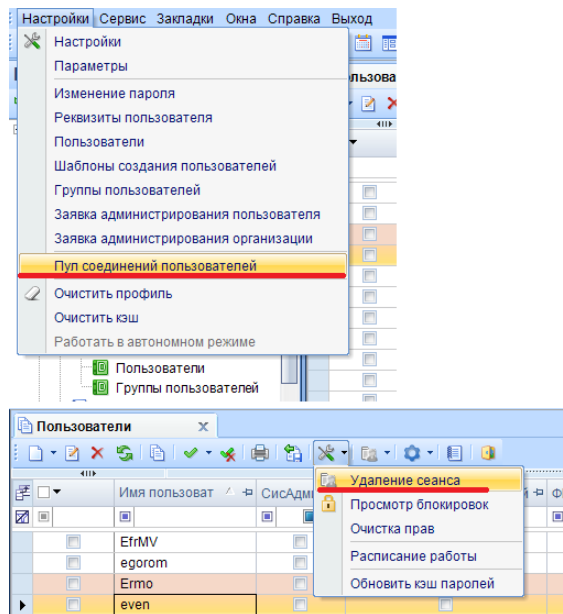 Настройки Сервис Закладки Окна Справка Выход
Настройки
Параметры
льзова
Изменение пароля
Реквизиты пользователя
Пользователи
Шаблоны создания пользователей
Группы пользователей
Заявка администрирования пользователя
Заявка администрирования организации
Пул соединений пользователей
Очистить профиль
Очистить кэш
Работать в автономном режиме
Пользователи
Группы пользователей
Пользователи x
Имя пользоват СисАдми й Ф
Удаление сеанса
Просмотр блокировок
Очистка прав
Расписание работы
Обновить кэш паролей
EfrMV
egorom
Ermo
even